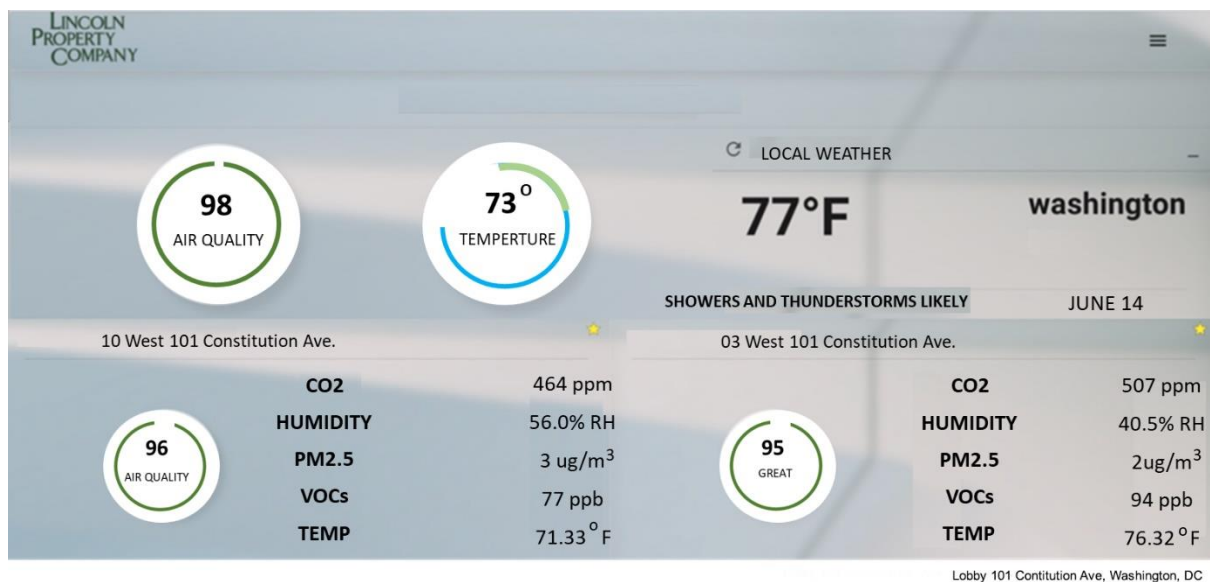 LINCOLN
PROPERTY
COMPANY
LOCAL WEATHER
98
AIR QUALITY
73°
TEMPERTURE
77°F
washington
SHOWERS AND THUNDERSTORMS LIKELY
JUNE 14
10 West 101 Constitution Ave.
96
AIR QUALITY
CO2 464 ppm
HUMIDITY 56.0% RH
PM2.5 3 ug/m³
VOCs 77 ppb
TEMP 71.33°F
03 West 101 Constitution Ave.
95
GREAT
CO2 507 ppm
HUMIDITY 40.5% RH
PM2.5 2ug/m³
VOCs 94 ppb
TEMP 76.32°F
Lobby 101 Contitution Ave, Washington, DC